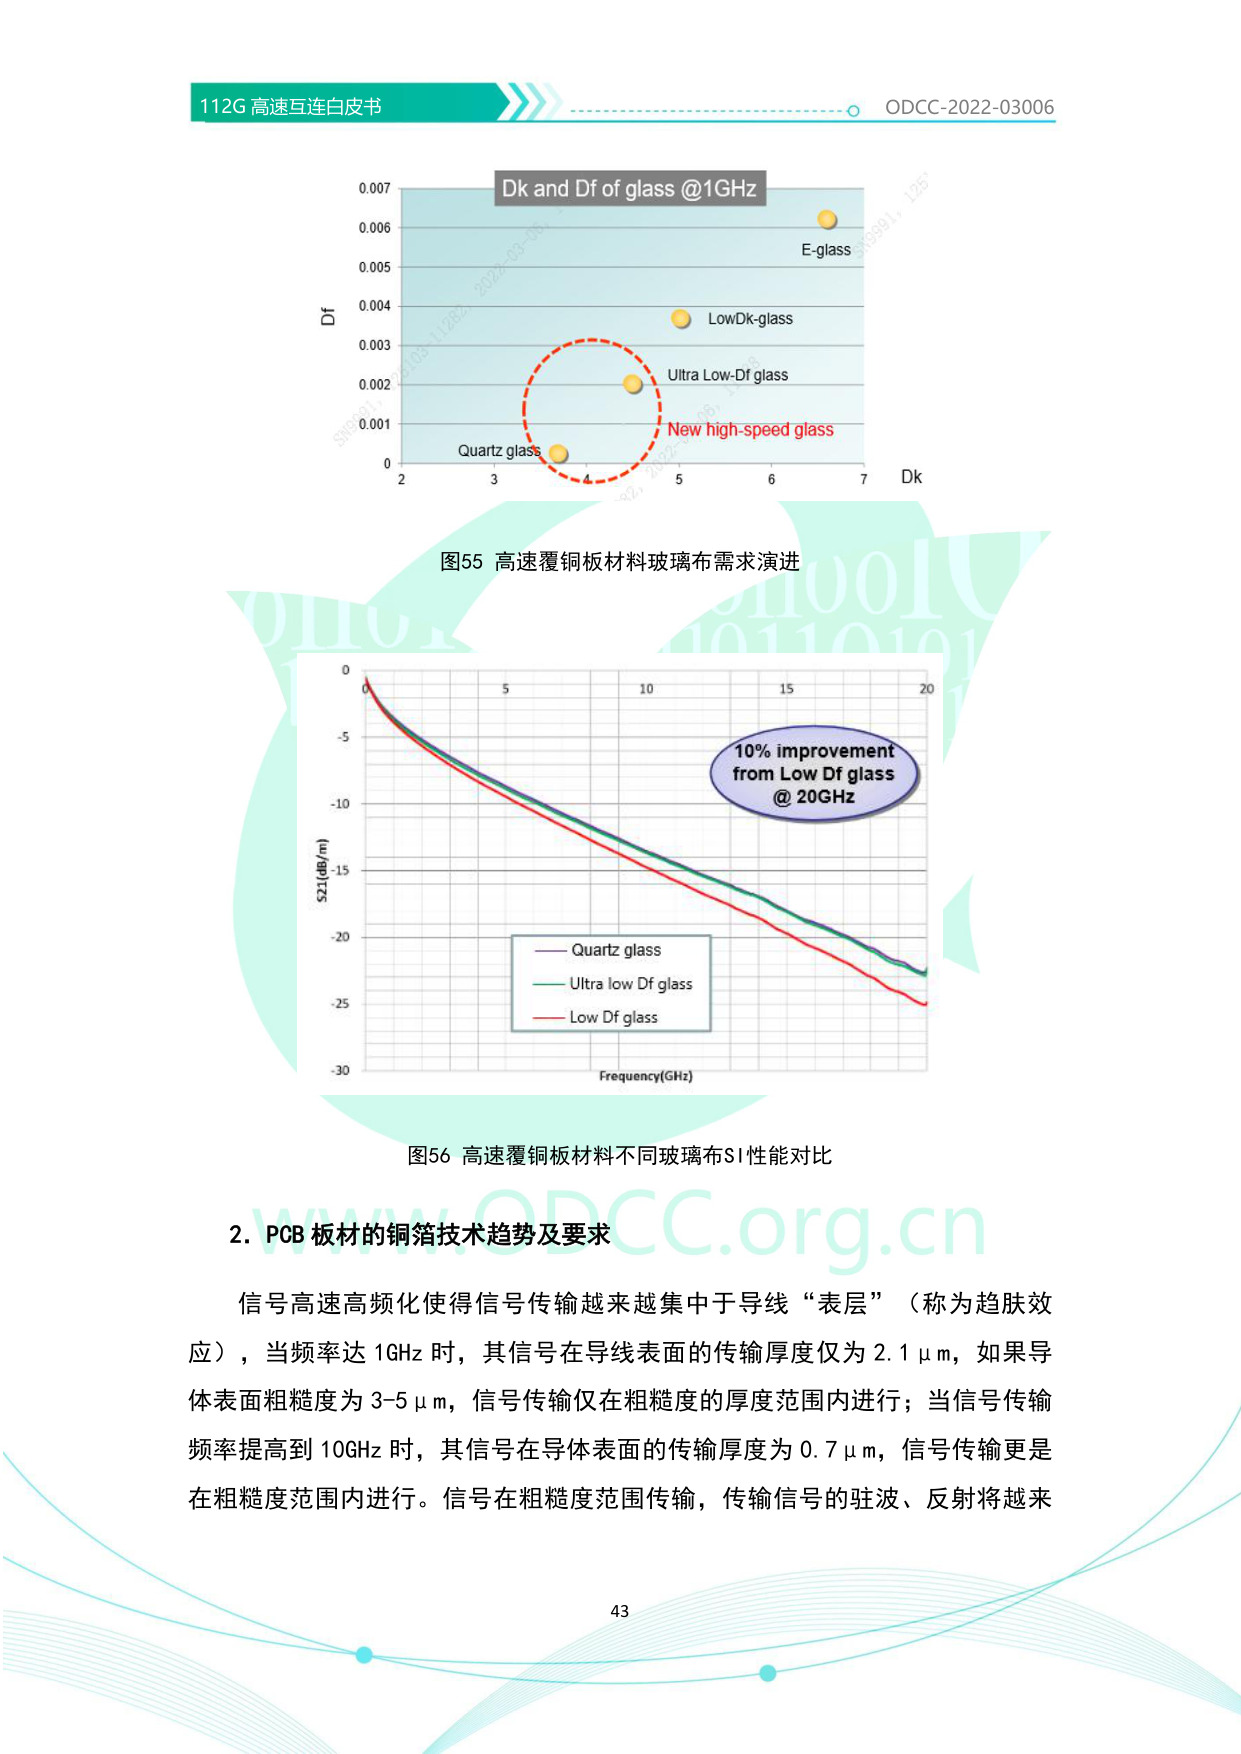 112G 高速互连白皮书
ODCC-2022-03006
Dk and Df of glass @1GHz
0.007
0.006
E-glass
0.005
0.004
LowDk-glass
Df
0.003
Ultra Low-Df glass
0.002
0.001
New high-speed glass
Quartz glass
0
2 3 4 5 6 7 Dk
图55 高速覆铜板材料玻璃布需求演进
0
0 5 10 15 20
-5
10% improvement
from Low Df glass
@ 20GHz
-10
S21(dB/m)
-15
-20
Quartz glass
Ultra low Df glass
-25
Low Df glass
-30
Frequency(GHz)
图56 高速覆铜板材料不同玻璃布SI性能对比
www.ODCC.org.cn
2. PCB 板材的铜箔技术趋势及要求
信号高速高频化使得信号传输越来越集中于导线“表层”（称为趋肤效
应），当频率达 1GHz 时，其信号在导线表面的传输厚度仅为 2.1μm，如果导
体表面粗糙度为 3-5μm，信号传输仅在粗糙度的厚度范围内进行；当信号传输
频率提高到 10GHz 时，其信号在导体表面的传输厚度为 0.7μm，信号传输更是
在粗糙度范围内进行。信号在粗糙度范围传输，传输信号的驻波、反射将越来
43